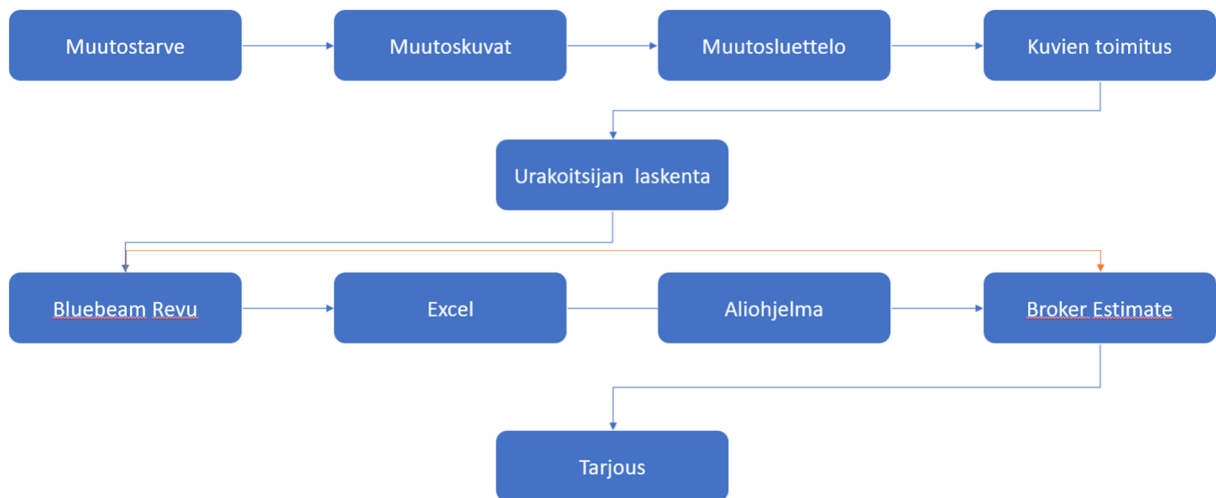 Muutostarve
Muutoskuvat
Muutosluettelo
Kuvien toimitus
Urakoitsijan laskenta
Bluebeam Revu
Excel
Aliohjelma
Broker Estimate
Tarjous